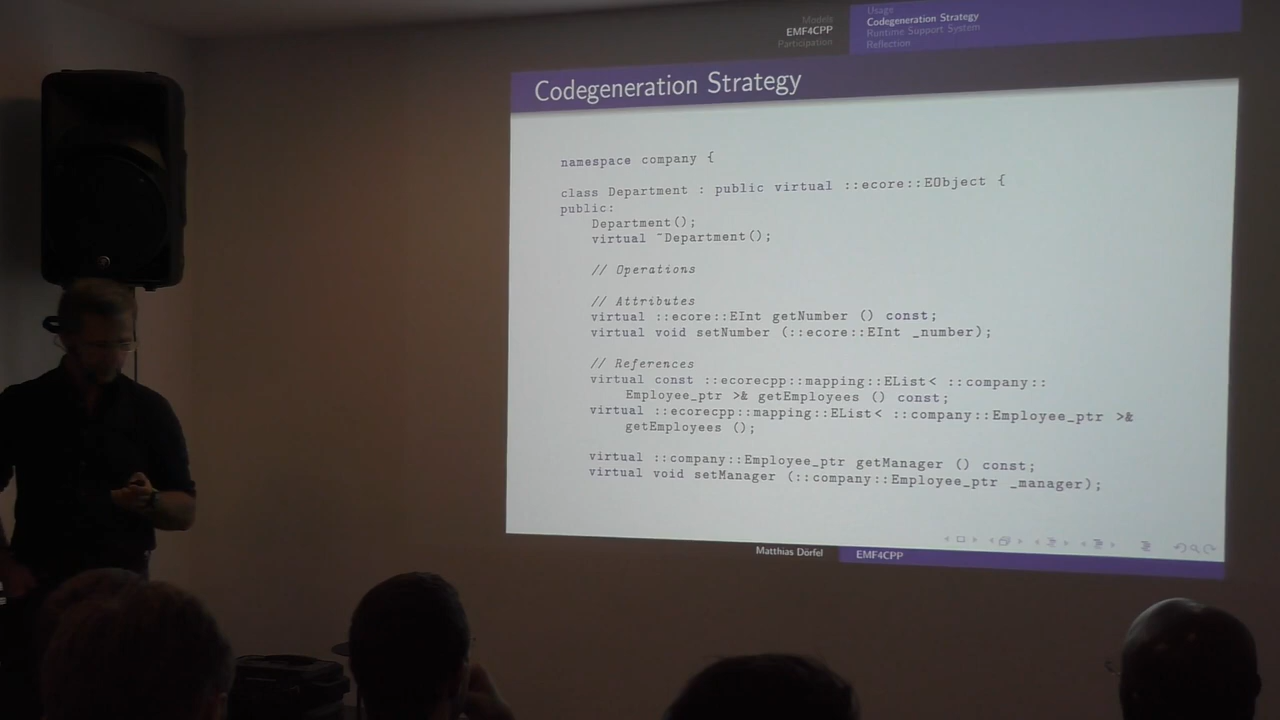 Models
EMF4CPP
Participation
Usage
Codegeneration Strategy
Runtime Support System
Reflection
Codegeneration Strategy
namespace company {
class Department : public virtual ::ecore::EObject {
public:
Department();
virtual ~Department();
// Operations
// Attributes
virtual ::ecore::EInt getNumber () const;
virtual void setNumber (::ecore::EInt _number);
// References
virtual const ::ecorecpp::mapping::EList< ::company::
Employee_ptr >& getEmployees () const;
virtual ::ecorecpp::mapping::EList< ::company::Employee_ptr >&
getEmployees ();
virtual ::company::Employee_ptr getManager () const;
virtual void setManager (::company::Employee_ptr _manager);
Matthias Dörfel
EMF4CPP